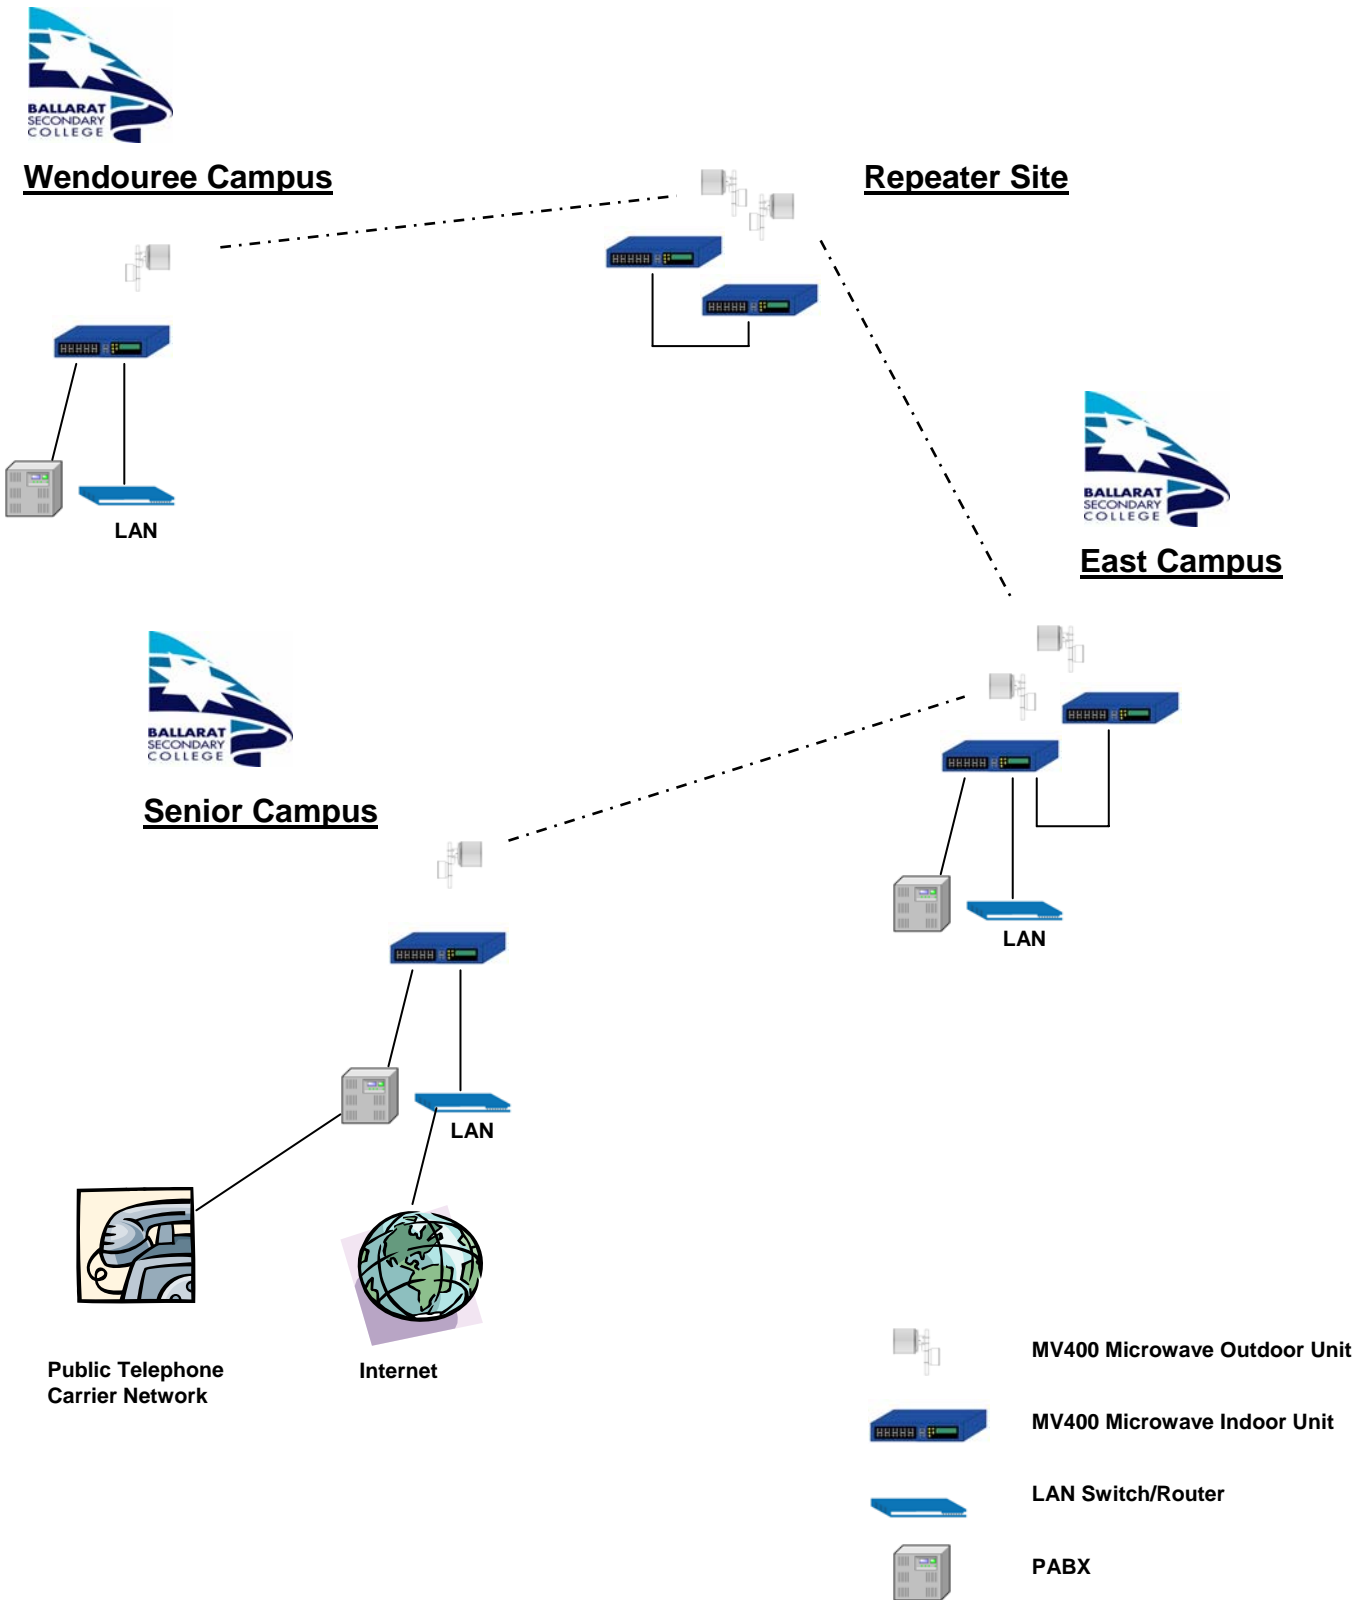 BALLARAT
SECONDARY
COLLEGE
Wendouree Campus
Repeater Site
LAN
BALLARAT
SECONDARY
COLLEGE
East Campus
BALLARAT
SECONDARY
COLLEGE
Senior Campus
LAN
LAN
Public Telephone
Carrier Network
Internet
MV400 Microwave Outdoor Unit
MV400 Microwave Indoor Unit
LAN Switch/Router
PABX